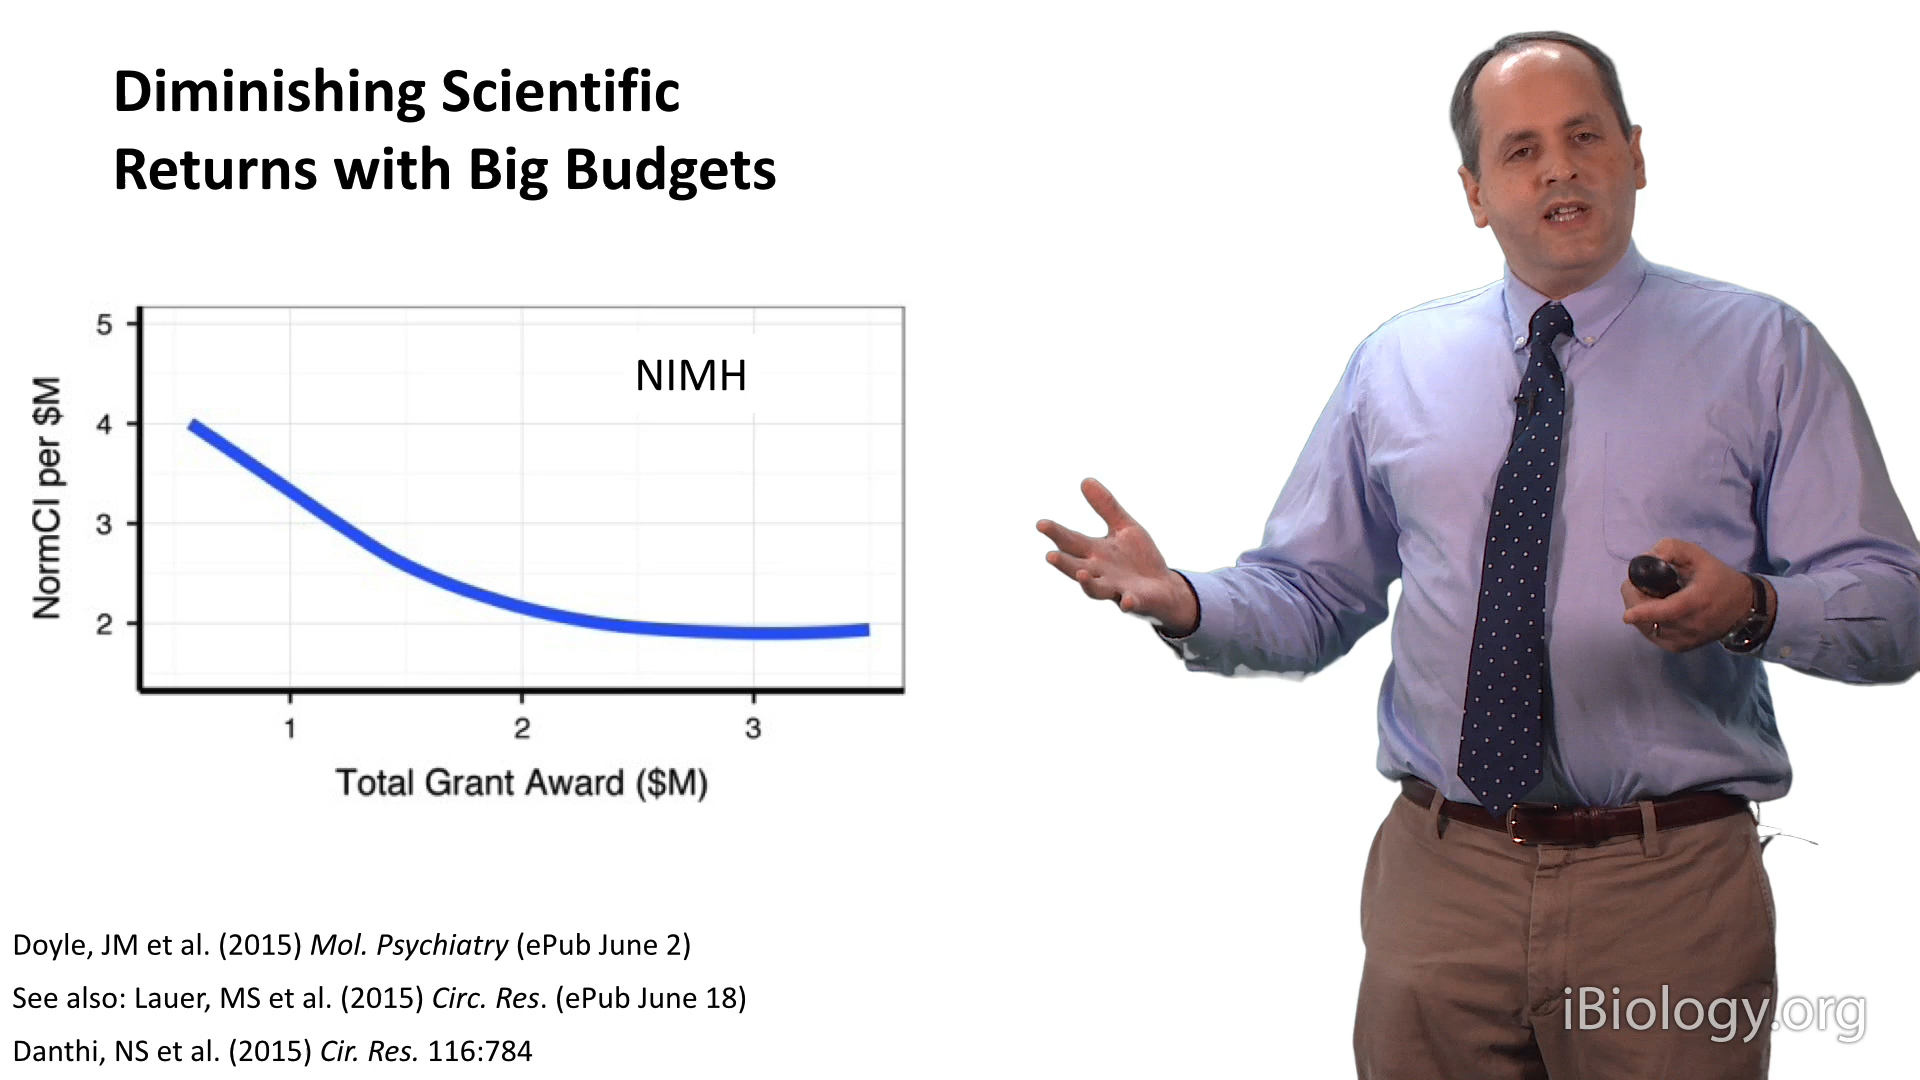 Diminishing Scientific
Returns with Big Budgets
5
4
3
2
NormCI per $M
NIMH
1 2 3
Total Grant Award ($M)
Doyle, JM et al. (2015) Mol. Psychiatry (ePub June 2)
See also: Lauer, MS et al. (2015) Circ. Res. (ePub June 18)
Danthi, NS et al. (2015) Cir. Res. 116:784
iBiology.org